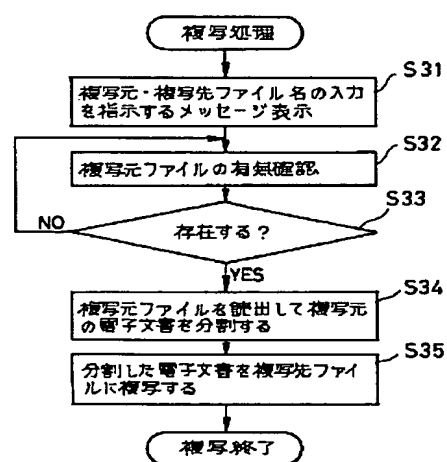 複写処理
S31
複写元・複写先ファイル名の入力
を指示するメッセージ表示
S32
複写元ファイルの有無確認
S33
存在する?
NO
YES
S34
複写元ファイルを読出して複写元
の電子文書を分割する
S35
分割した電子文書を複写先ファイ
ルに複写する
複写終了